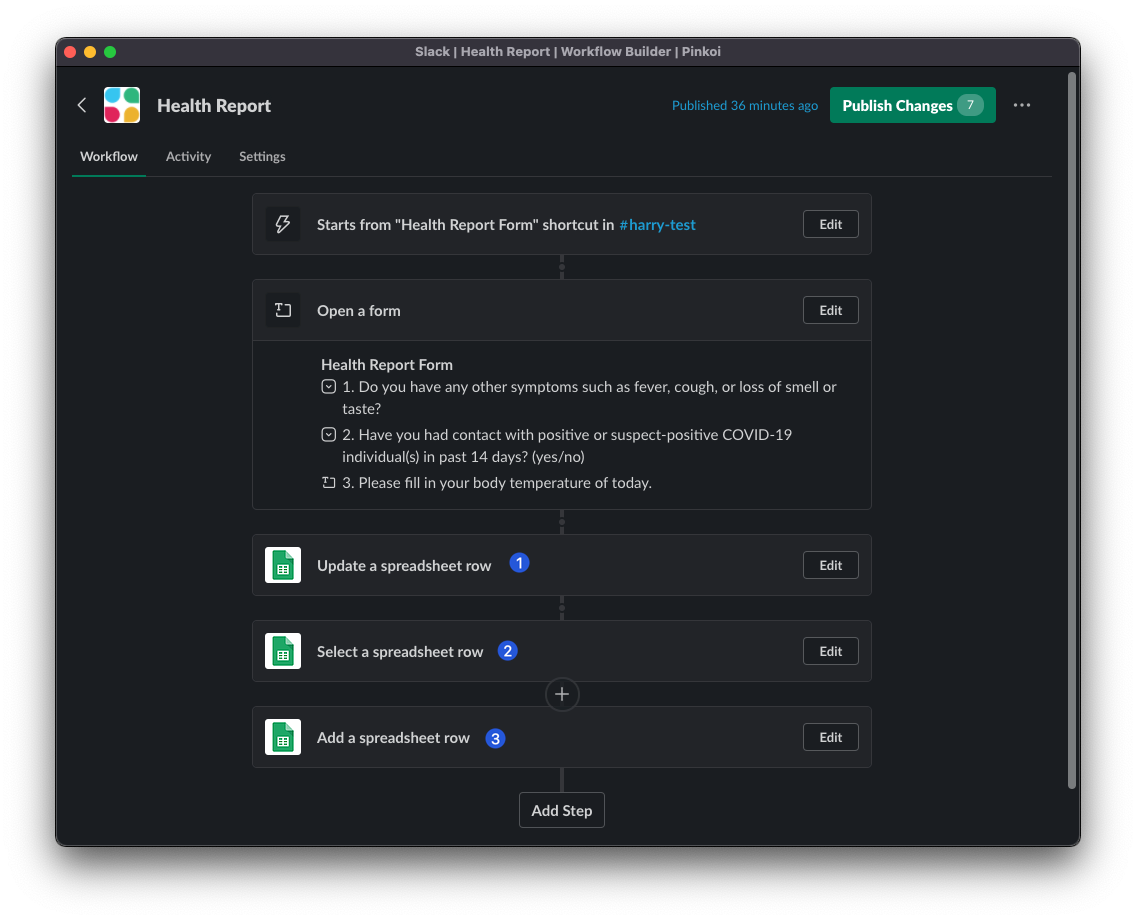 Slack | Health Report | Workflow Builder | Pinkoi
Health Report
Published 36 minutes ago
Publish Changes 7
Workflow Activity Settings
Starts from "Health Report Form" shortcut in #harry-test
Edit
Open a form
Edit
Health Report Form
1. Do you have any other symptoms such as fever, cough, or loss of smell or
taste?
2. Have you had contact with positive or suspect-positive COVID-19
individual(s) in past 14 days? (yes/no)
3. Please fill in your body temperature of today.
Update a spreadsheet row 1
Edit
Select a spreadsheet row 2
Edit
Add a spreadsheet row 3
Edit
Add Step